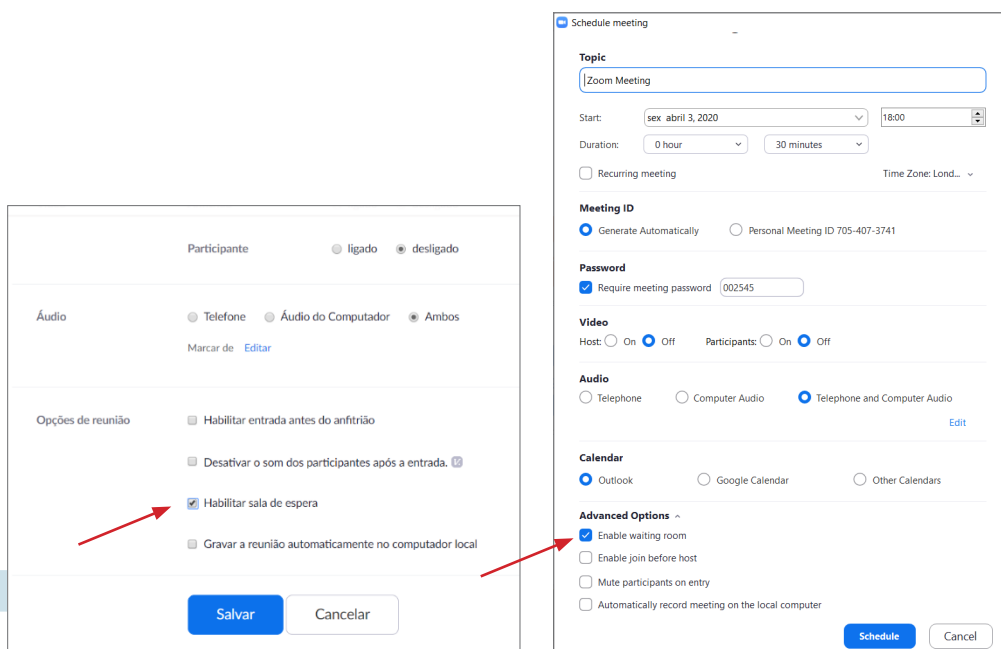 Participante ligado desligado
Áudio Telefone Áudio do Computador Ambos
Marcar de Editar
Opções de reunião Habilitar entrada antes do anfitrião
Desativar o som dos participantes após a entrada.
Habilitar sala de espera
Gravar a reunião automaticamente no computador local
Salvar Cancelar
Schedule meeting
Topic
Zoom Meeting
Start: sex abril 3, 2020 18:00
Duration: 0 hour 30 minutes
Recurring meeting Time Zone: Lond...
Meeting ID
Generate Automatically Personal Meeting ID 705-407-3741
Password
Require meeting password 002545
Video
Host: On Off Participants: On Off
Audio
Telephone Computer Audio Telephone and Computer Audio
Edit
Calendar
Outlook Google Calendar Other Calendars
Advanced Options
Enable waiting room
Enable join before host
Mute participants on entry
Automatically record meeting on the local computer
Schedule Cancel